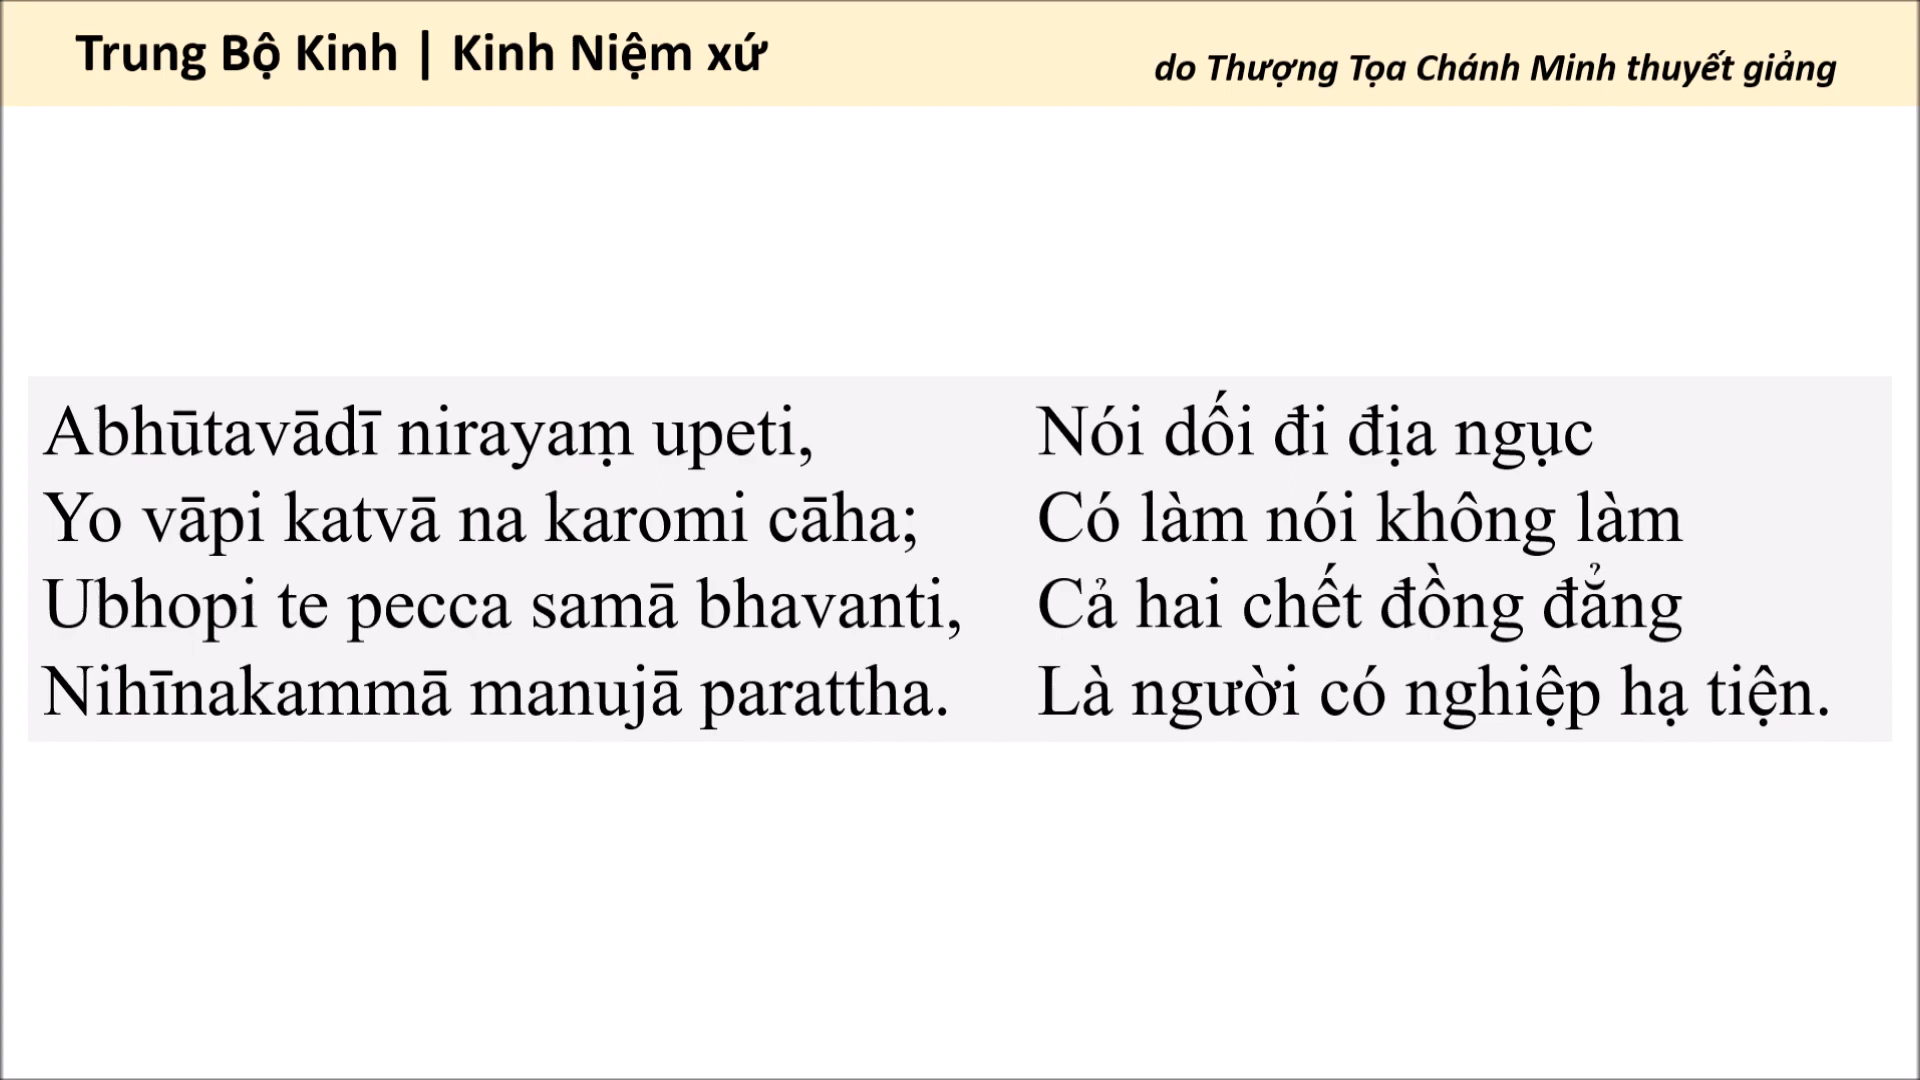 Trung Bộ Kinh | Kinh Niệm xứ
do Thượng Tọa Chánh Minh thuyết giảng
Abhūtavādī nirayaṃ upeti,
Yo vāpi katvā na karomi cāha;
Ubhopi te pecca samā bhavanti,
Nihīnakammā manujā parattha.
Nói dối đi địa ngục
Có làm nói không làm
Cả hai chết đồng đẳng
Là người có nghiệp hạ tiện.